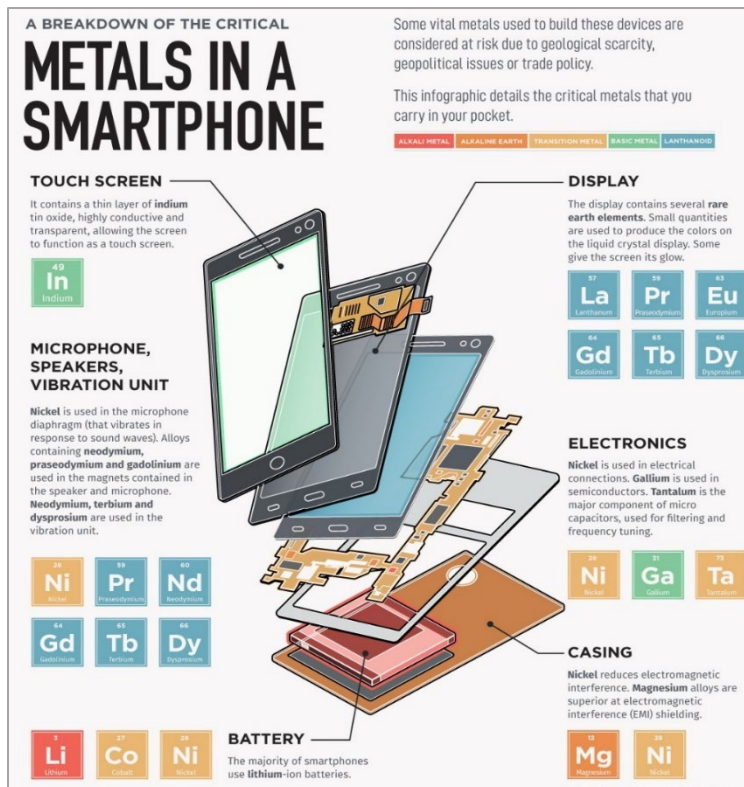 A BREAKDOWN OF THE CRITICAL
METALS IN A
SMARTPHONE
Some vital metals used to build these devices are
considered at risk due to geological scarcity,
geopolitical issues or trade policy.
This infographic details the critical metals that you
carry in your pocket.
ALKALI METAL
ALKALINE EARTH
TRANSITION METAL
BASIC METAL
LANTHANOID
TOUCH SCREEN
It contains a thin layer of indium
tin oxide, highly conductive and
transparent, allowing the screen
to function as a touch screen.
49
In
Indium
DISPLAY
The display contains several rare
earth elements. Small quantities
are used to produce the colors on
the liquid crystal display. Some
give the screen its glow.
57
La
Lanthanum
59
Pr
Praseodymium
63
Eu
Europium
64
Gd
Gadolinium
65
Tb
Terbium
66
Dy
Dysprosium
MICROPHONE,
SPEAKERS,
VIBRATION UNIT
Nickel is used in the microphone
diaphragm (that vibrates in
response to sound waves). Alloys
containing neodymium,
praseodymium and gadolinium are
used in the magnets contained in
the speaker and microphone.
Neodymium, terbium and
dysprosium are used in the
vibration unit.
Ni
Nickel
59
Pr
Praseodymium
60
Nd
Neodymium
64
Gd
Gadolinium
65
Tb
Terbium
66
Dy
Dysprosium
ELECTRONICS
Nickel is used in electrical
connections. Gallium is used in
semiconductors. Tantalum is the
major component of micro
capacitors, used for filtering and
frequency tuning.
Ni
Nickel
Ga
Gallium
Ta
Tantalum
CASING
Nickel reduces electromagnetic
interference. Magnesium alloys are
superior at electromagnetic
interference (EMI) shielding.
12
Mg
Magnesium
Ni
Nickel
BATTERY
The majority of smartphones
use lithium-ion batteries.
3
Li
Lithium
27
Co
Cobalt
Ni
Nickel